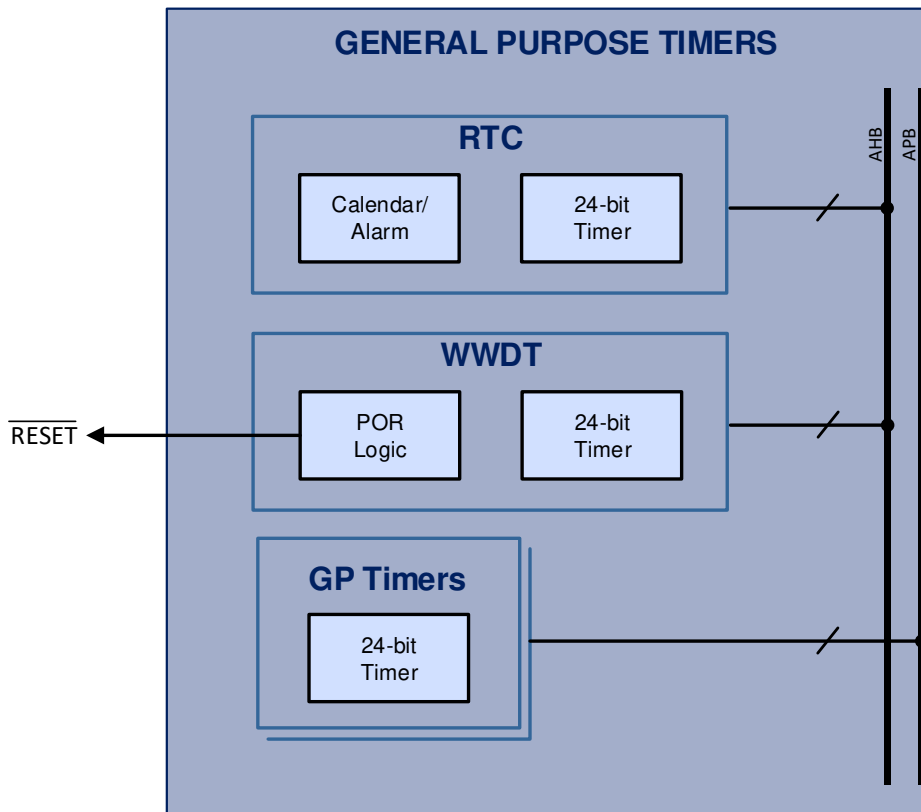 GENERAL PURPOSE TIMERS
AHB
APB
RTC
Calendar/
Alarm
24-bit
Timer
WWDT
RESET
POR
Logic
24-bit
Timer
GP Timers
24-bit
Timer